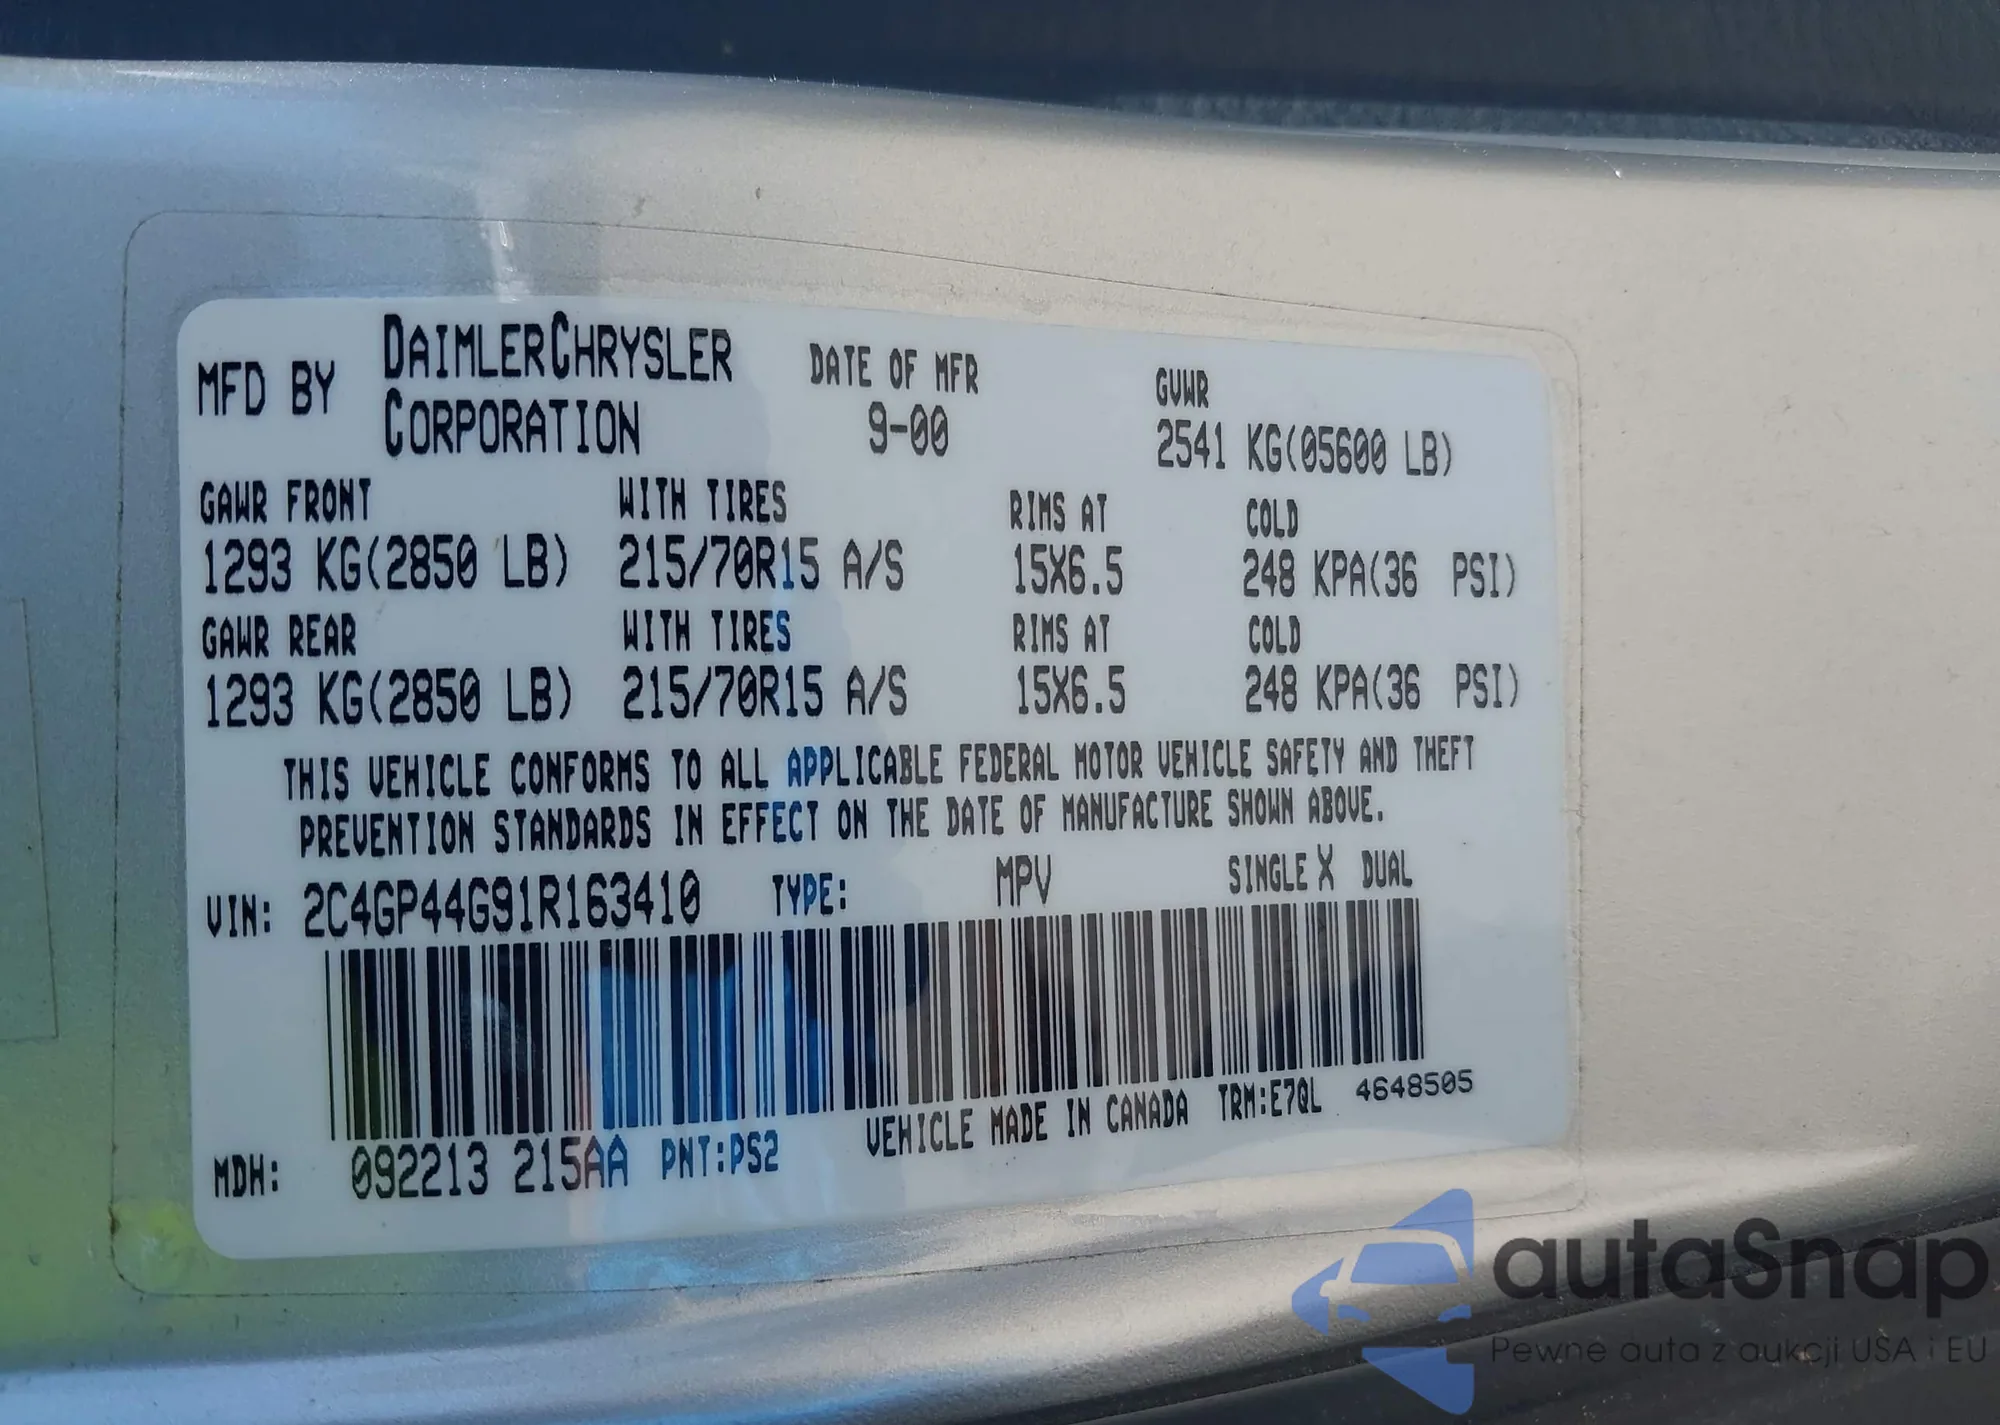 MFD BY DAIMLERCHRYSLER CORPORATION DATE OF MFR 9-00 GVWR 2541 KG(05600 LB)
GAWR FRONT WITH TIRES RIMS AT COLD
1293 KG(2850 LB) 215/70R15 A/S 15X6.5 248 KPA(36 PSI)
GAWR REAR WITH TIRES RIMS AT COLD
1293 KG(2850 LB) 215/70R15 A/S 15X6.5 248 KPA(36 PSI)
THIS VEHICLE CONFORMS TO ALL APPLICABLE FEDERAL MOTOR VEHICLE SAFETY AND THEFT
PREVENTION STANDARDS IN EFFECT ON THE DATE OF MANUFACTURE SHOWN ABOVE.
VIN: 2C4GP44G91R163410 TYPE: MPV SINGLE X DUAL
MDH: 092213 215AA PNT:PS2 VEHICLE MADE IN CANADA TRM:E7QL 4648505
autaSnap
Pewne auta z aukcji USA i EU